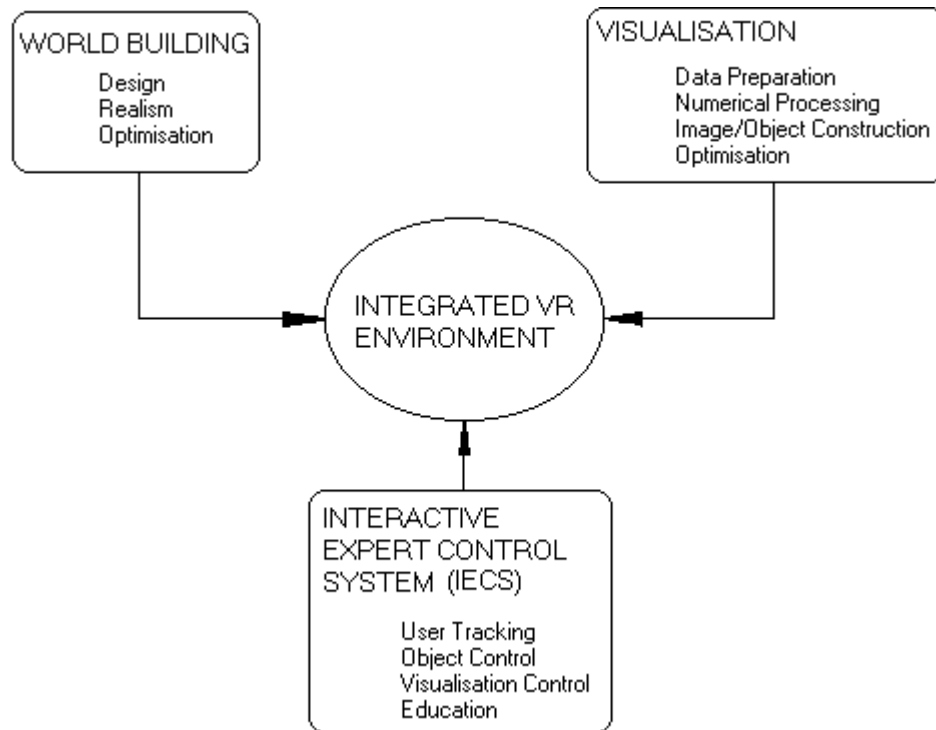 WORLD BUILDING
Design
Realism
Optimisation
VISUALISATION
Data Preparation
Numerical Processing
Image/Object Construction
Optimisation
INTEGRATED VR
ENVIRONMENT
INTERACTIVE
EXPERT CONTROL
SYSTEM (IECS)
User Tracking
Object Control
Visualisation Control
Education